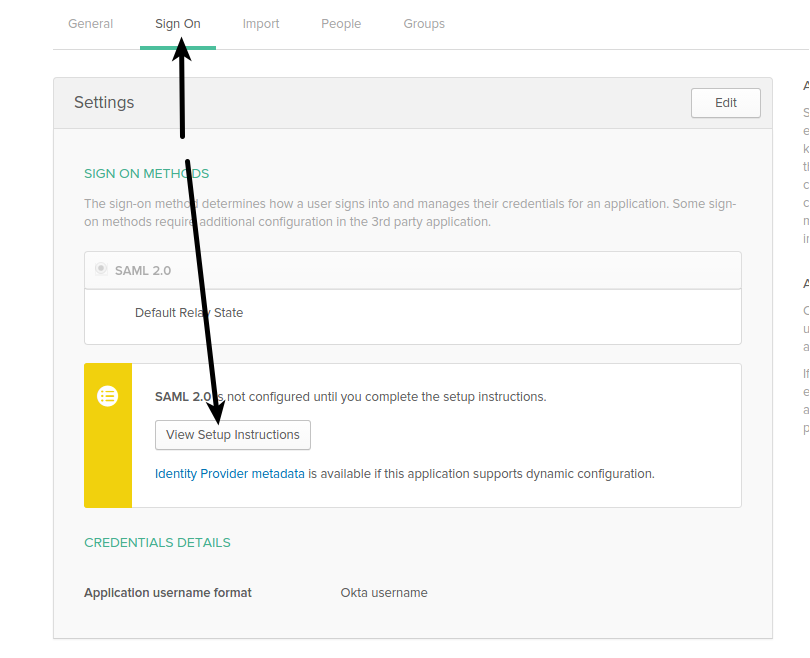 General Sign On Import People Groups
Settings
Edit
SIGN ON METHODS
The sign-on method determines how a user signs into and manages their credentials for an application. Some sign-
on methods require additional configuration in the 3rd party application.
SAML 2.0
Default Relay State
SAML 2.0 is not configured until you complete the setup instructions.
View Setup Instructions
Identity Provider metadata is available if this application supports dynamic configuration.
CREDENTIALS DETAILS
Application username format Okta username